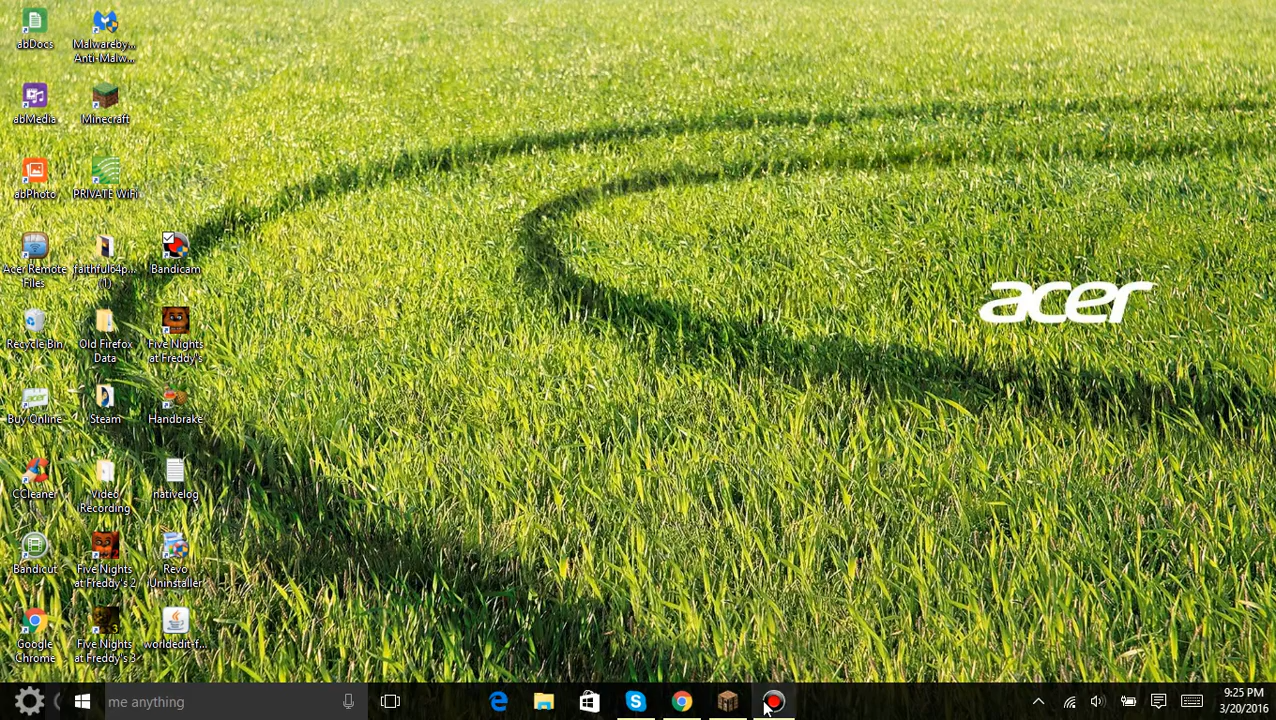 abDocs
Malwareby...
Anti-Malw...
abMedia
Minecraft
abPhoto
PRIVATE WiFi
Acer Remote
Files
faithful64p...
(1)
Bandicam
Recycle Bin
Old Firefox
Data
Five Nights
at Freddy's
acer
Buy Online
Steam
Handbrake
CCleaner
Video
Recording
nativelog
Bandicut
Five Nights
at Freddy's 2
Revo
Uninstaller
Google
Chrome
Five Nights
at Freddy's 3
worldedit-f...
me anything
9:25 PM
3/20/2016